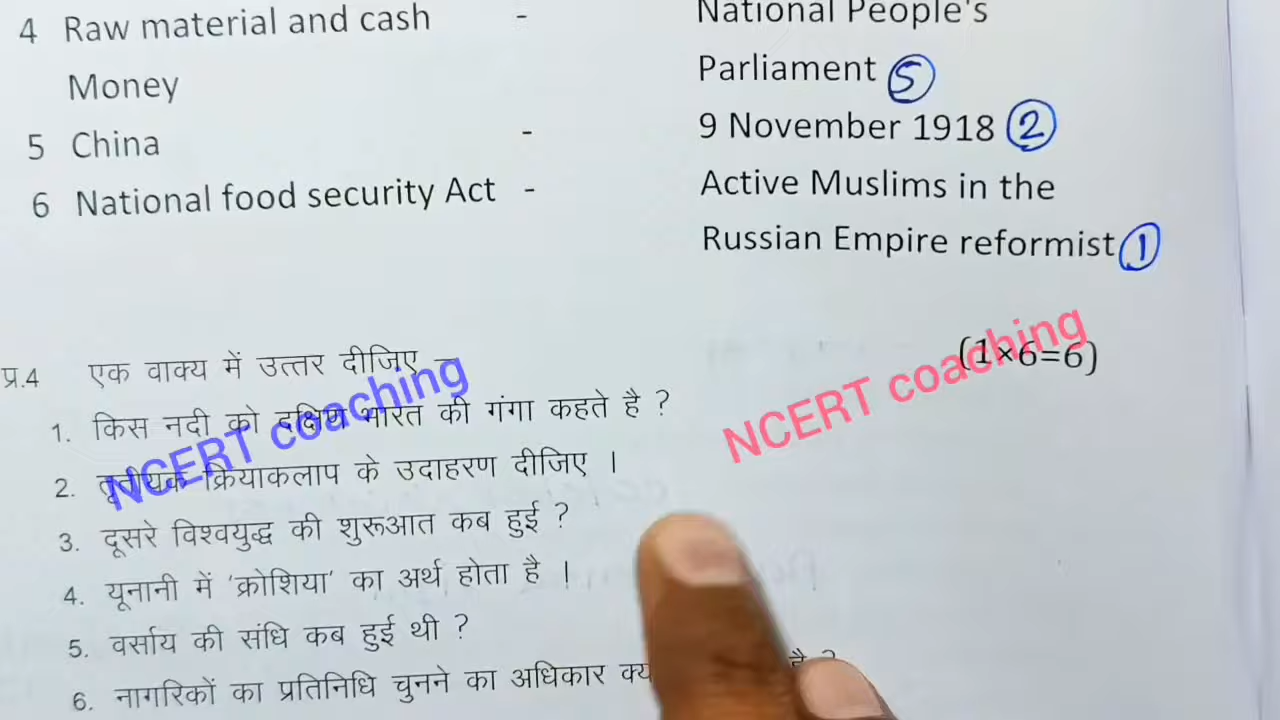 4 Raw material and cash - National People's
Money Parliament ⑤
5 China - 9 November 1918 ②
6 National food security Act - Active Muslims in the
Russian Empire reformist ①
प्र.4 एक वाक्य में उत्तर दीजिए – (1×6=6)
1. किस नदी को दक्षिण भारत की गंगा कहते है ?
2. तृतीयक क्रियाकलाप के उदाहरण दीजिए ।
3. दूसरे विश्वयुद्ध की शुरूआत कब हुई ?
4. यूनानी में 'क्रोशिया' का अर्थ होता है ।
5. वर्साय की संधि कब हुई थी ?
6. नागरिकों का प्रतिनिधि चुनने का अधिकार है ?
NCERT coaching
NCERT coaching